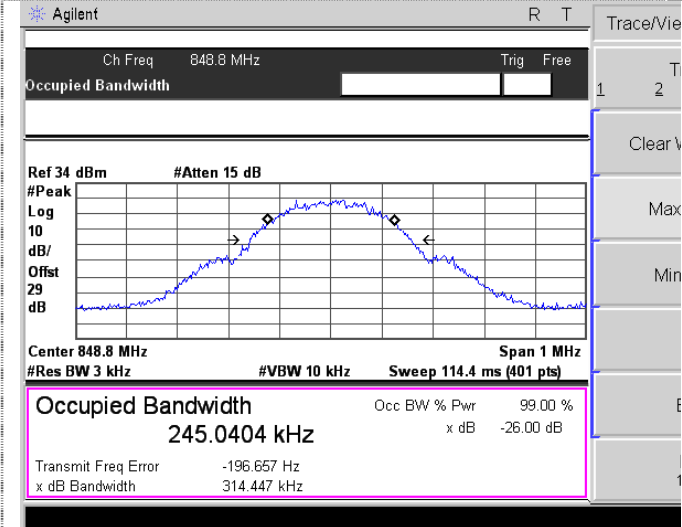 Agilent R T
Trace/Vie
Ch Freq 848.8 MHz Trig Free
Occupied Bandwidth
1 2
Clear
Ref 34 dBm #Atten 15 dB
#Peak
Log
10
dB/
Offst
29
dB
Max
Min
Center 848.8 MHz Span 1 MHz
#Res BW 3 kHz #VBW 10 kHz Sweep 114.4 ms (401 pts)
Occupied Bandwidth Occ BW % Pwr 99.00 %
245.0404 kHz x dB -26.00 dB
Transmit Freq Error -196.657 Hz
x dB Bandwidth 314.447 kHz